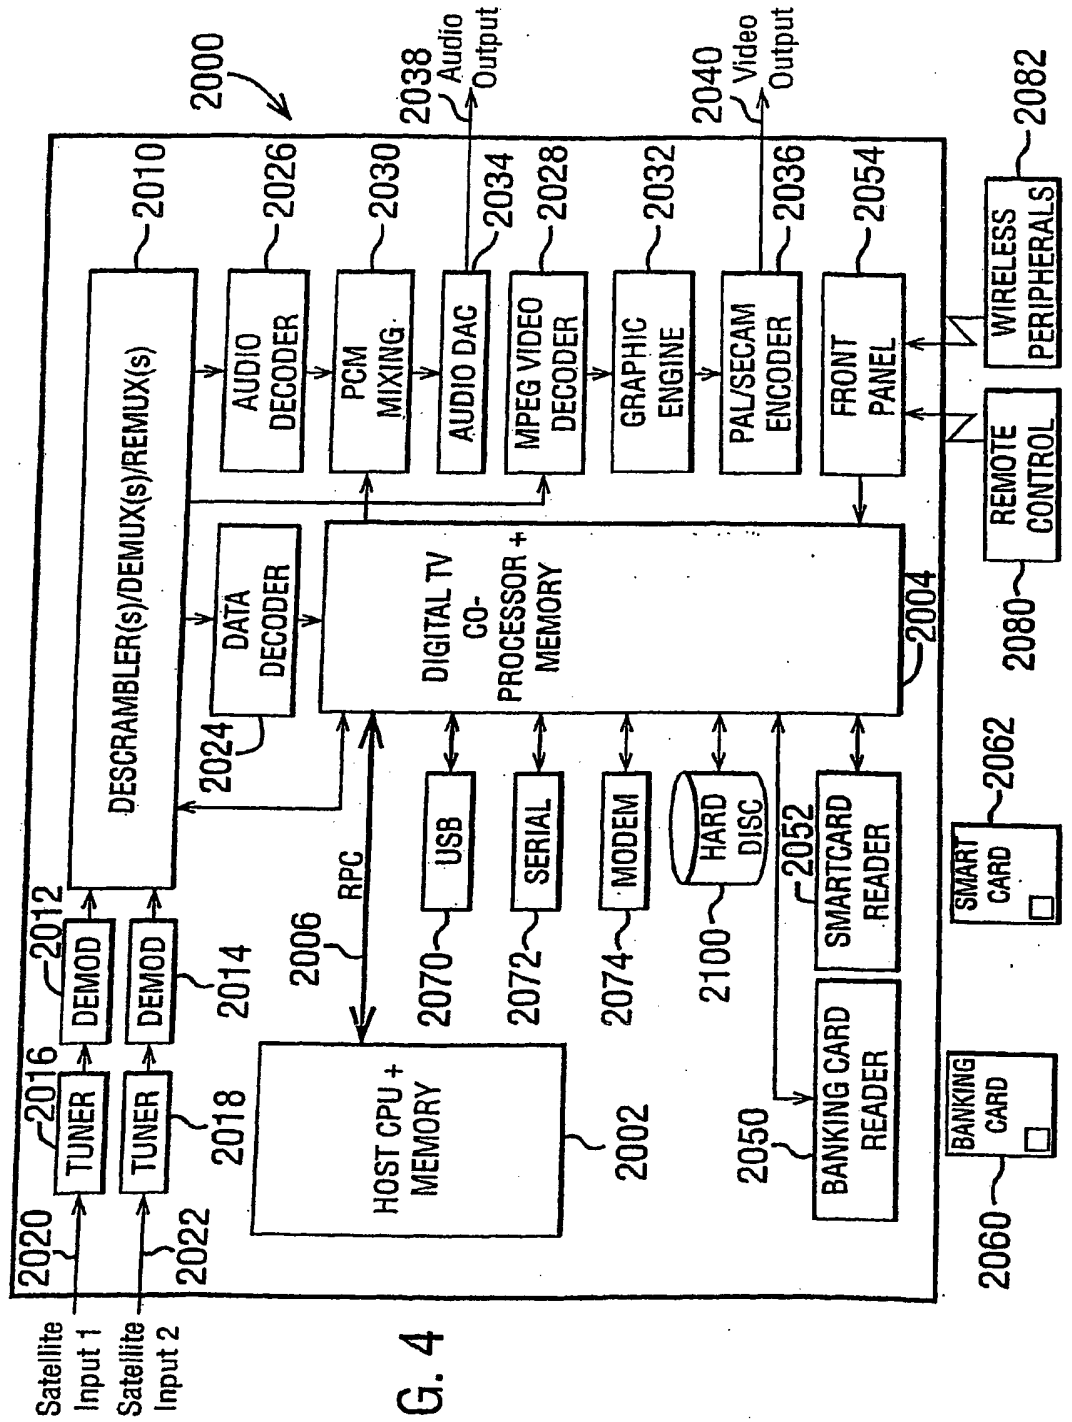 Satellite
Input 1
Satellite
Input 2
2020
2022
2016
TUNER
TUNER
2018
2012
DEMOD
DEMOD
2014
DESCRAMBLER(s)/DEMUX(s)/REMUX(s)
2010
2000
HOST CPU +
MEMORY
2002
2006
RPC
2024
DATA
DECODER
AUDIO
DECODER
2026
PCM
MIXING
2030
AUDIO DAC
2034
2038
Audio
Output
MPEG VIDEO
DECODER
2028
GRAPHIC
ENGINE
2032
PAL/SECAM
ENCODER
2036
2040
Video
Output
FRONT
PANEL
2054
DIGITAL TV
CO-
PROCESSOR +
MEMORY
2004
2070
USB
2072
SERIAL
2074
MODEM
2100
HARD
DISC
2052
SMARTCARD
READER
2050
BANKING CARD
READER
2060
BANKING
CARD
SMART
CARD
2062
2080
REMOTE
CONTROL
WIRELESS
PERIPHERALS
2082
G. 4